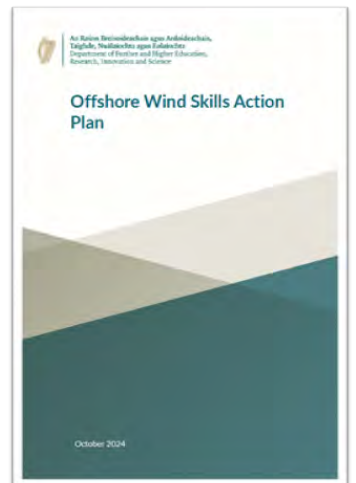 An Roinn Breisoideachais agus Ardoideachais,
Taighde, Nuálaíochta agus Eolaíochta
Department of Further and Higher Education,
Research, Innovation and Science
Offshore Wind Skills Action
Plan
October 2024